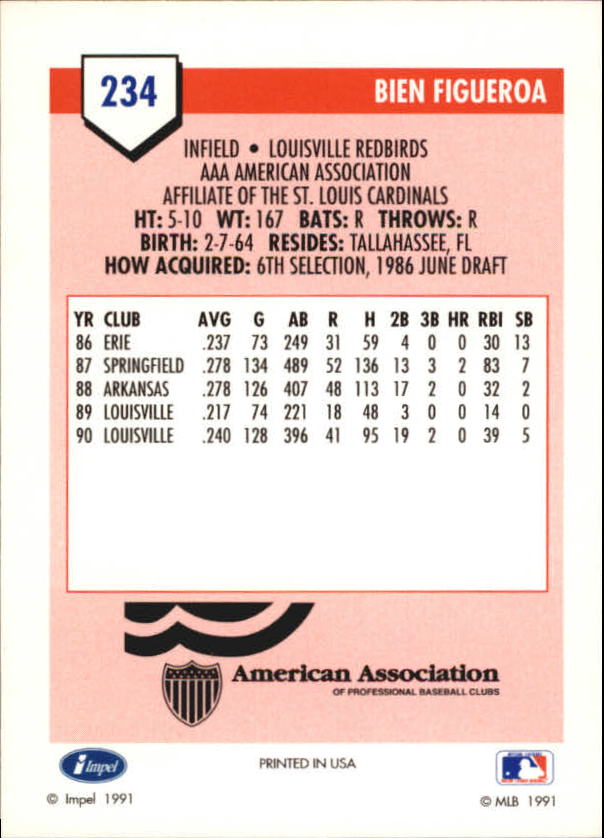 234
BIEN FIGUEROA
INFIELD • LOUISVILLE REDBIRDS
AAA AMERICAN ASSOCIATION
AFFILIATE OF THE ST. LOUIS CARDINALS
HT: 5-10 WT: 167 BATS: R THROWS: R
BIRTH: 2-7-64 RESIDES: TALLAHASSEE, FL
HOW ACQUIRED: 6TH SELECTION, 1986 JUNE DRAFT
YR CLUB AVG G AB R H 2B 3B HR RBI SB
86 ERIE .237 73 249 31 59 4 0 0 30 13
87 SPRINGFIELD .278 134 489 52 136 13 3 2 83 7
88 ARKANSAS .278 126 407 48 113 17 2 0 32 2
89 LOUISVILLE .217 74 221 18 48 3 0 0 14 0
90 LOUISVILLE .240 128 396 41 95 19 2 0 39 5
American Association
OF PROFESSIONAL BASEBALL CLUBS
Impel
PRINTED IN USA
© Impel 1991
© MLB 1991